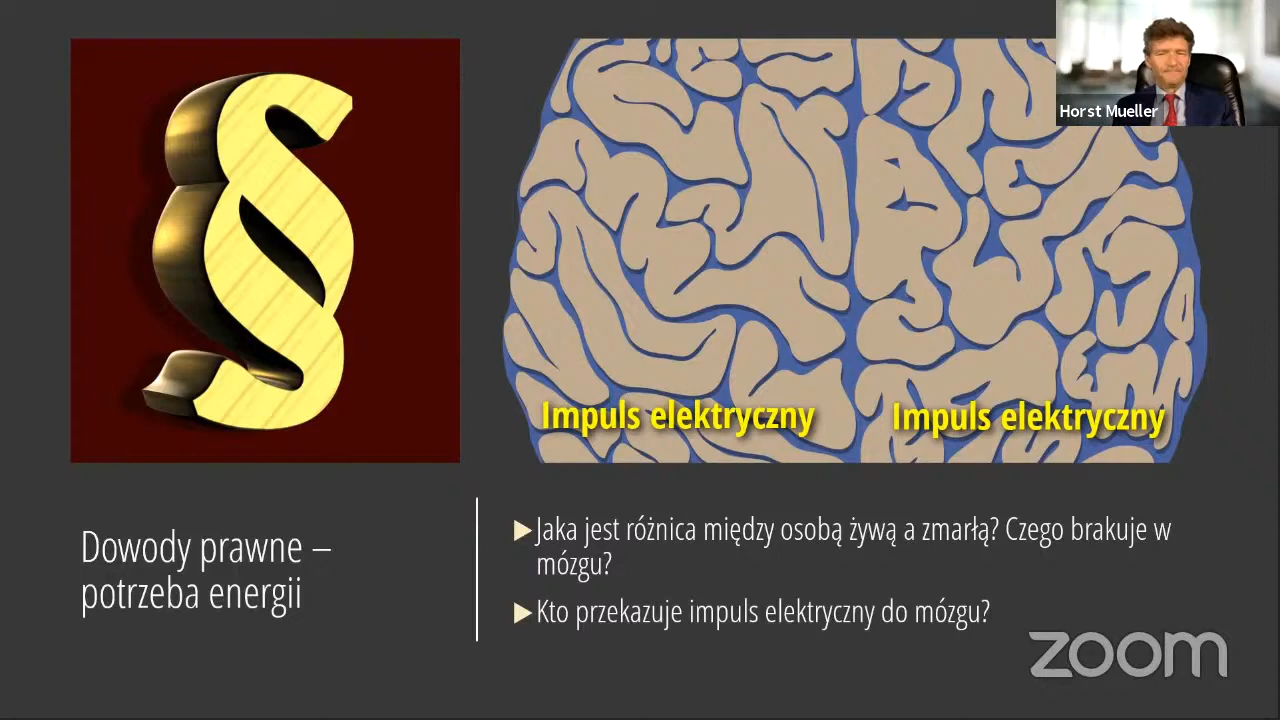 Horst Mueller
Impuls elektryczny
Impuls elektryczny
Dowody prawne –
potrzeba energii
Jaka jest różnica między osobą żywą a zmarłą? Czego brakuje w
mózgu?
Kto przekazuje impuls elektryczny do mózgu?
zoom